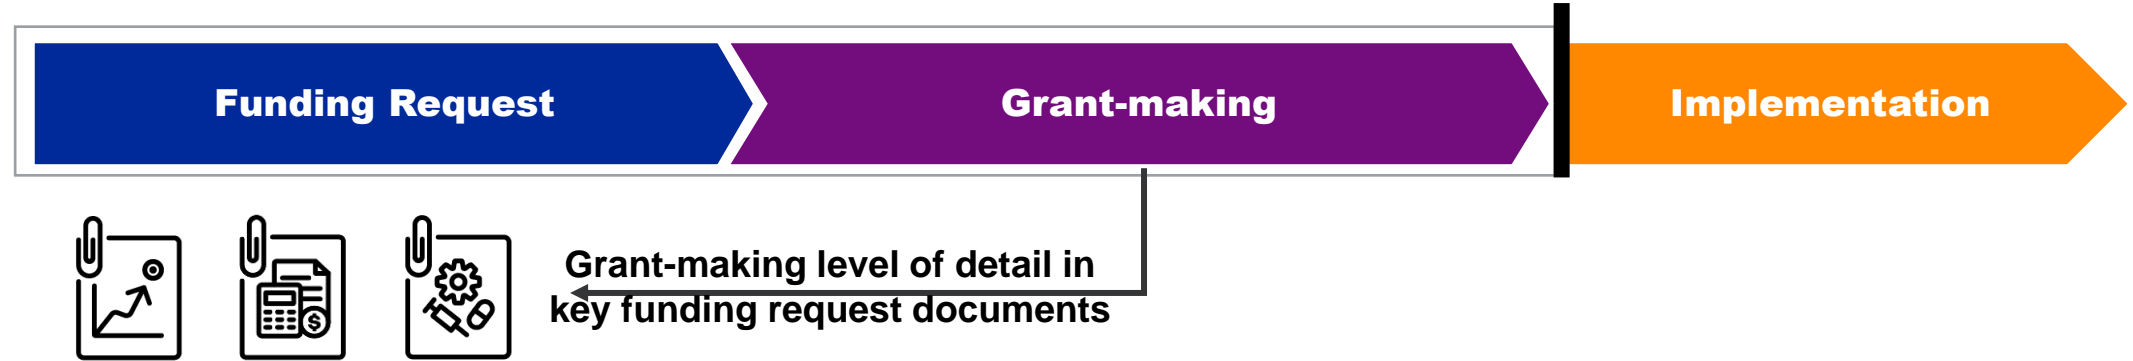 Funding Request
Grant-making
Implementation
Grant-making level of detail in
key funding request documents
$